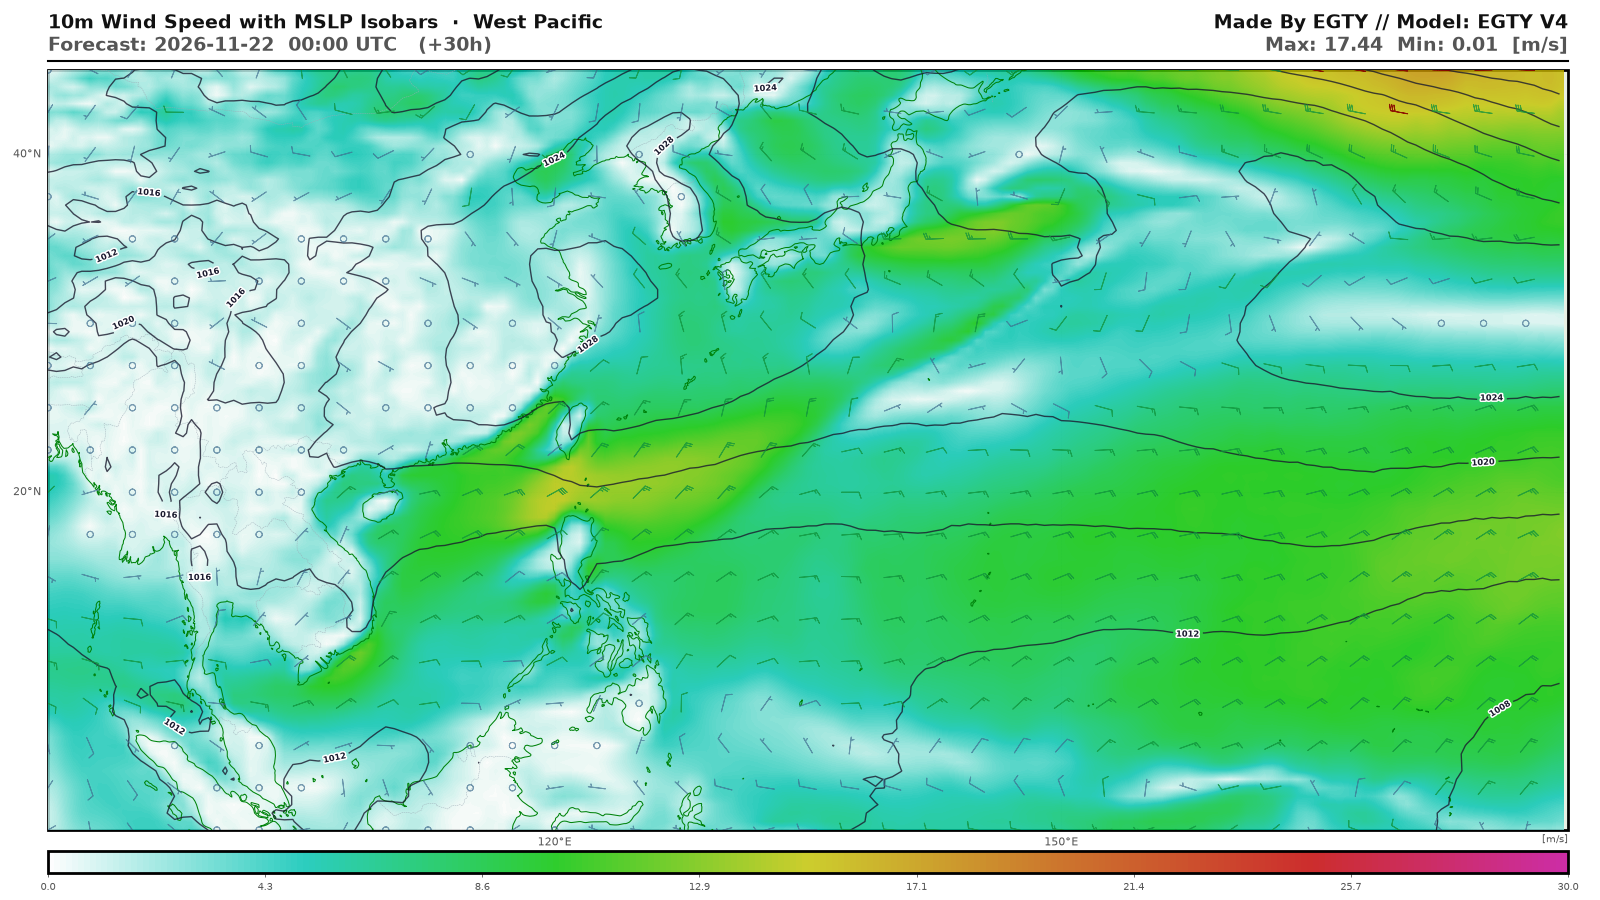 10m Wind Speed with MSLP Isobars · West Pacific
Made By EGTY // Model: EGTY V4
Forecast: 2026-11-22 00:00 UTC (+30h)
Max: 17.44 Min: 0.01 [m/s]
1024
1028
40°N
1024
1016
1012
1016
1016
1020
1028
1024
1020
20°N
1016
1016
1012
1008
1012
1012
120°E
150°E
[m/s]
0.0
4.3
8.6
12.9
17.1
21.4
25.7
30.0